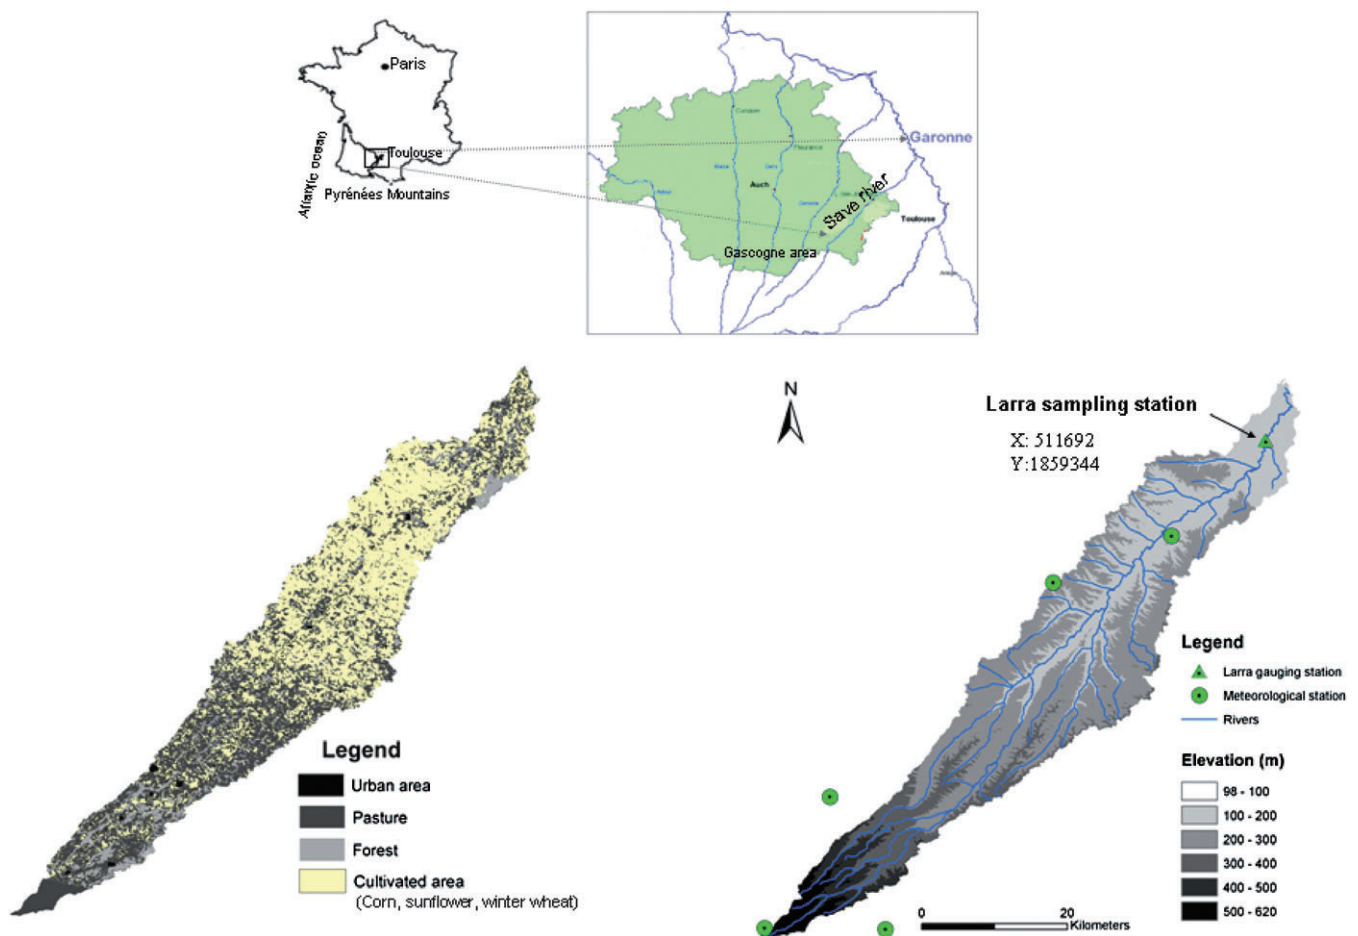 Paris
Toulouse
Pyrénées Mountains
Garonne
Condom
Fleurance
Auch
Save river
Toulouse
Gascogne area
N
Larra sampling station
X: 511692
Y:1859344
Legend
Urban area
Pasture
Forest
Cultivated area
(Corn, sunflower, winter wheat)
Legend
Larra gauging station
Meteorological station
Rivers
Elevation (m)
98 - 100
100 - 200
200 - 300
300 - 400
400 - 500
500 - 620
0 20
Kilometers